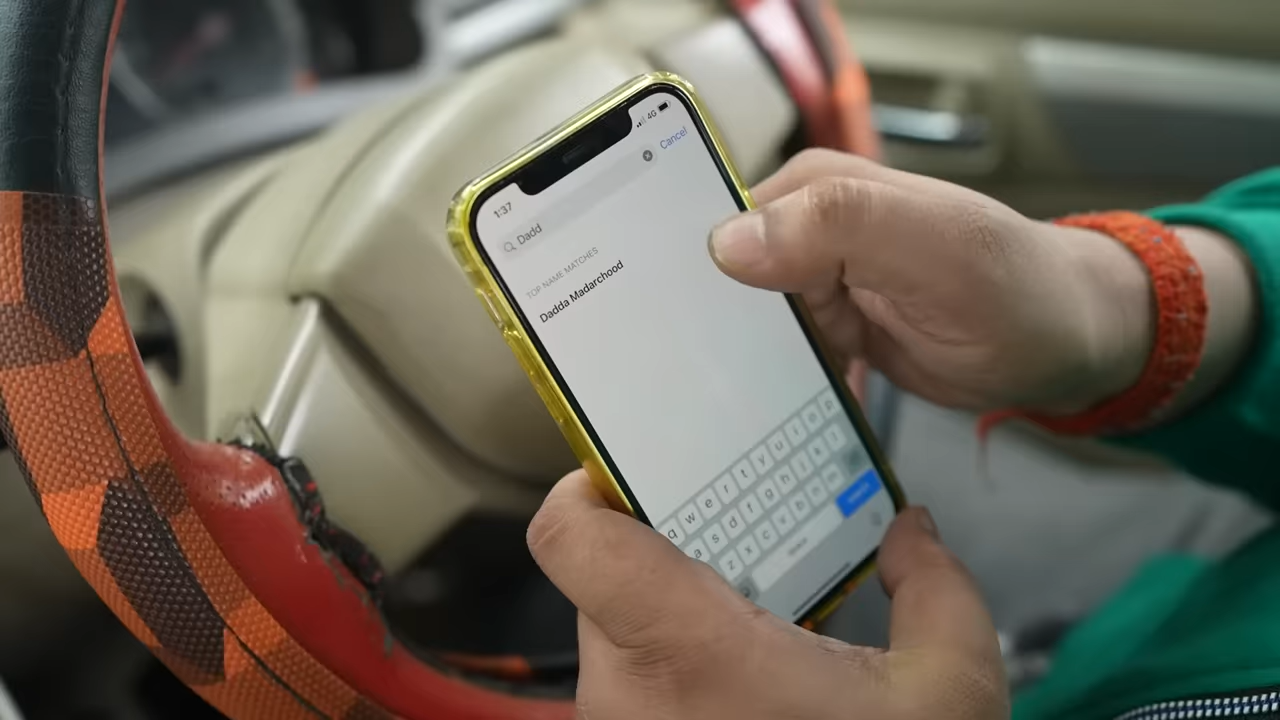 4G
1:37
Cancel
Dadd
TOP NAME MATCHES
Dadda Madarchood
q w e r t y u i o p
a s d f g h j k l
z x c v b n m